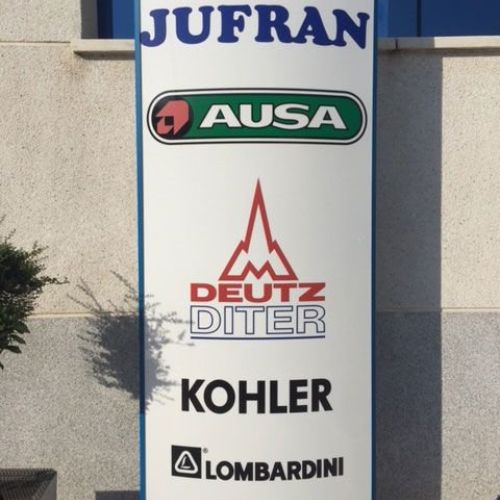 JUFRAN
AUSA
DEUTZ
DITER
KOHLER
LOMBARDINI